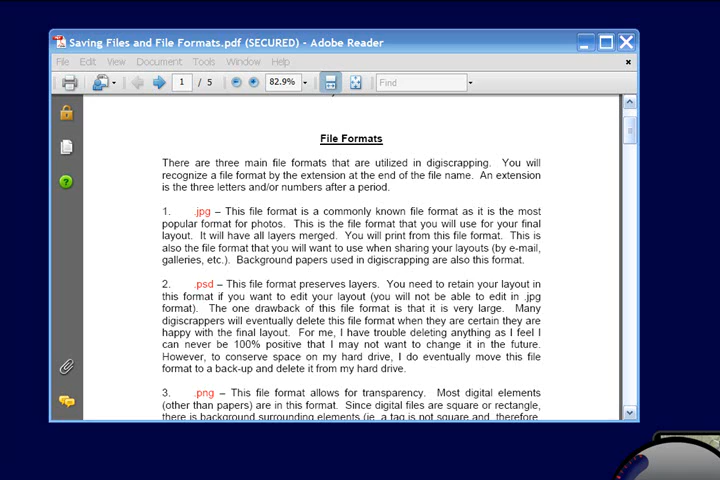 Saving Files and File Formats.pdf (SECURED) - Adobe Reader
File Edit View Document Tools Window Help
1 / 5 82.9% Find
File Formats
There are three main file formats that are utilized in digiscrapping. You will
recognize a file format by the extension at the end of the file name. An extension
is the three letters and/or numbers after a period.
1. .jpg – This file format is a commonly known file format as it is the most
popular format for photos. This is the file format that you will use for your final
layout. It will have all layers merged. You will print from this file format. This is
also the file format that you will want to use when sharing your layouts (by e-mail,
galleries, etc.). Background papers used in digiscrapping are also this format.
2. .psd – This file format preserves layers. You need to retain your layout in
this format if you want to edit your layout (you will not be able to edit in .jpg
format). The one drawback of this file format is that it is very large. Many
digiscrappers will eventually delete this file format when they are certain they are
happy with the final layout. For me, I have trouble deleting anything as I feel I
can never be 100% positive that I may not want to change it in the future.
However, to conserve space on my hard drive, I do eventually move this file
format to a back-up and delete it from my hard drive.
3. .png – This file format allows for transparency. Most digital elements
(other than papers) are in this format. Since digital files are square or rectangle,
there is background surrounding elements (ie. a tag is not square and, therefore,